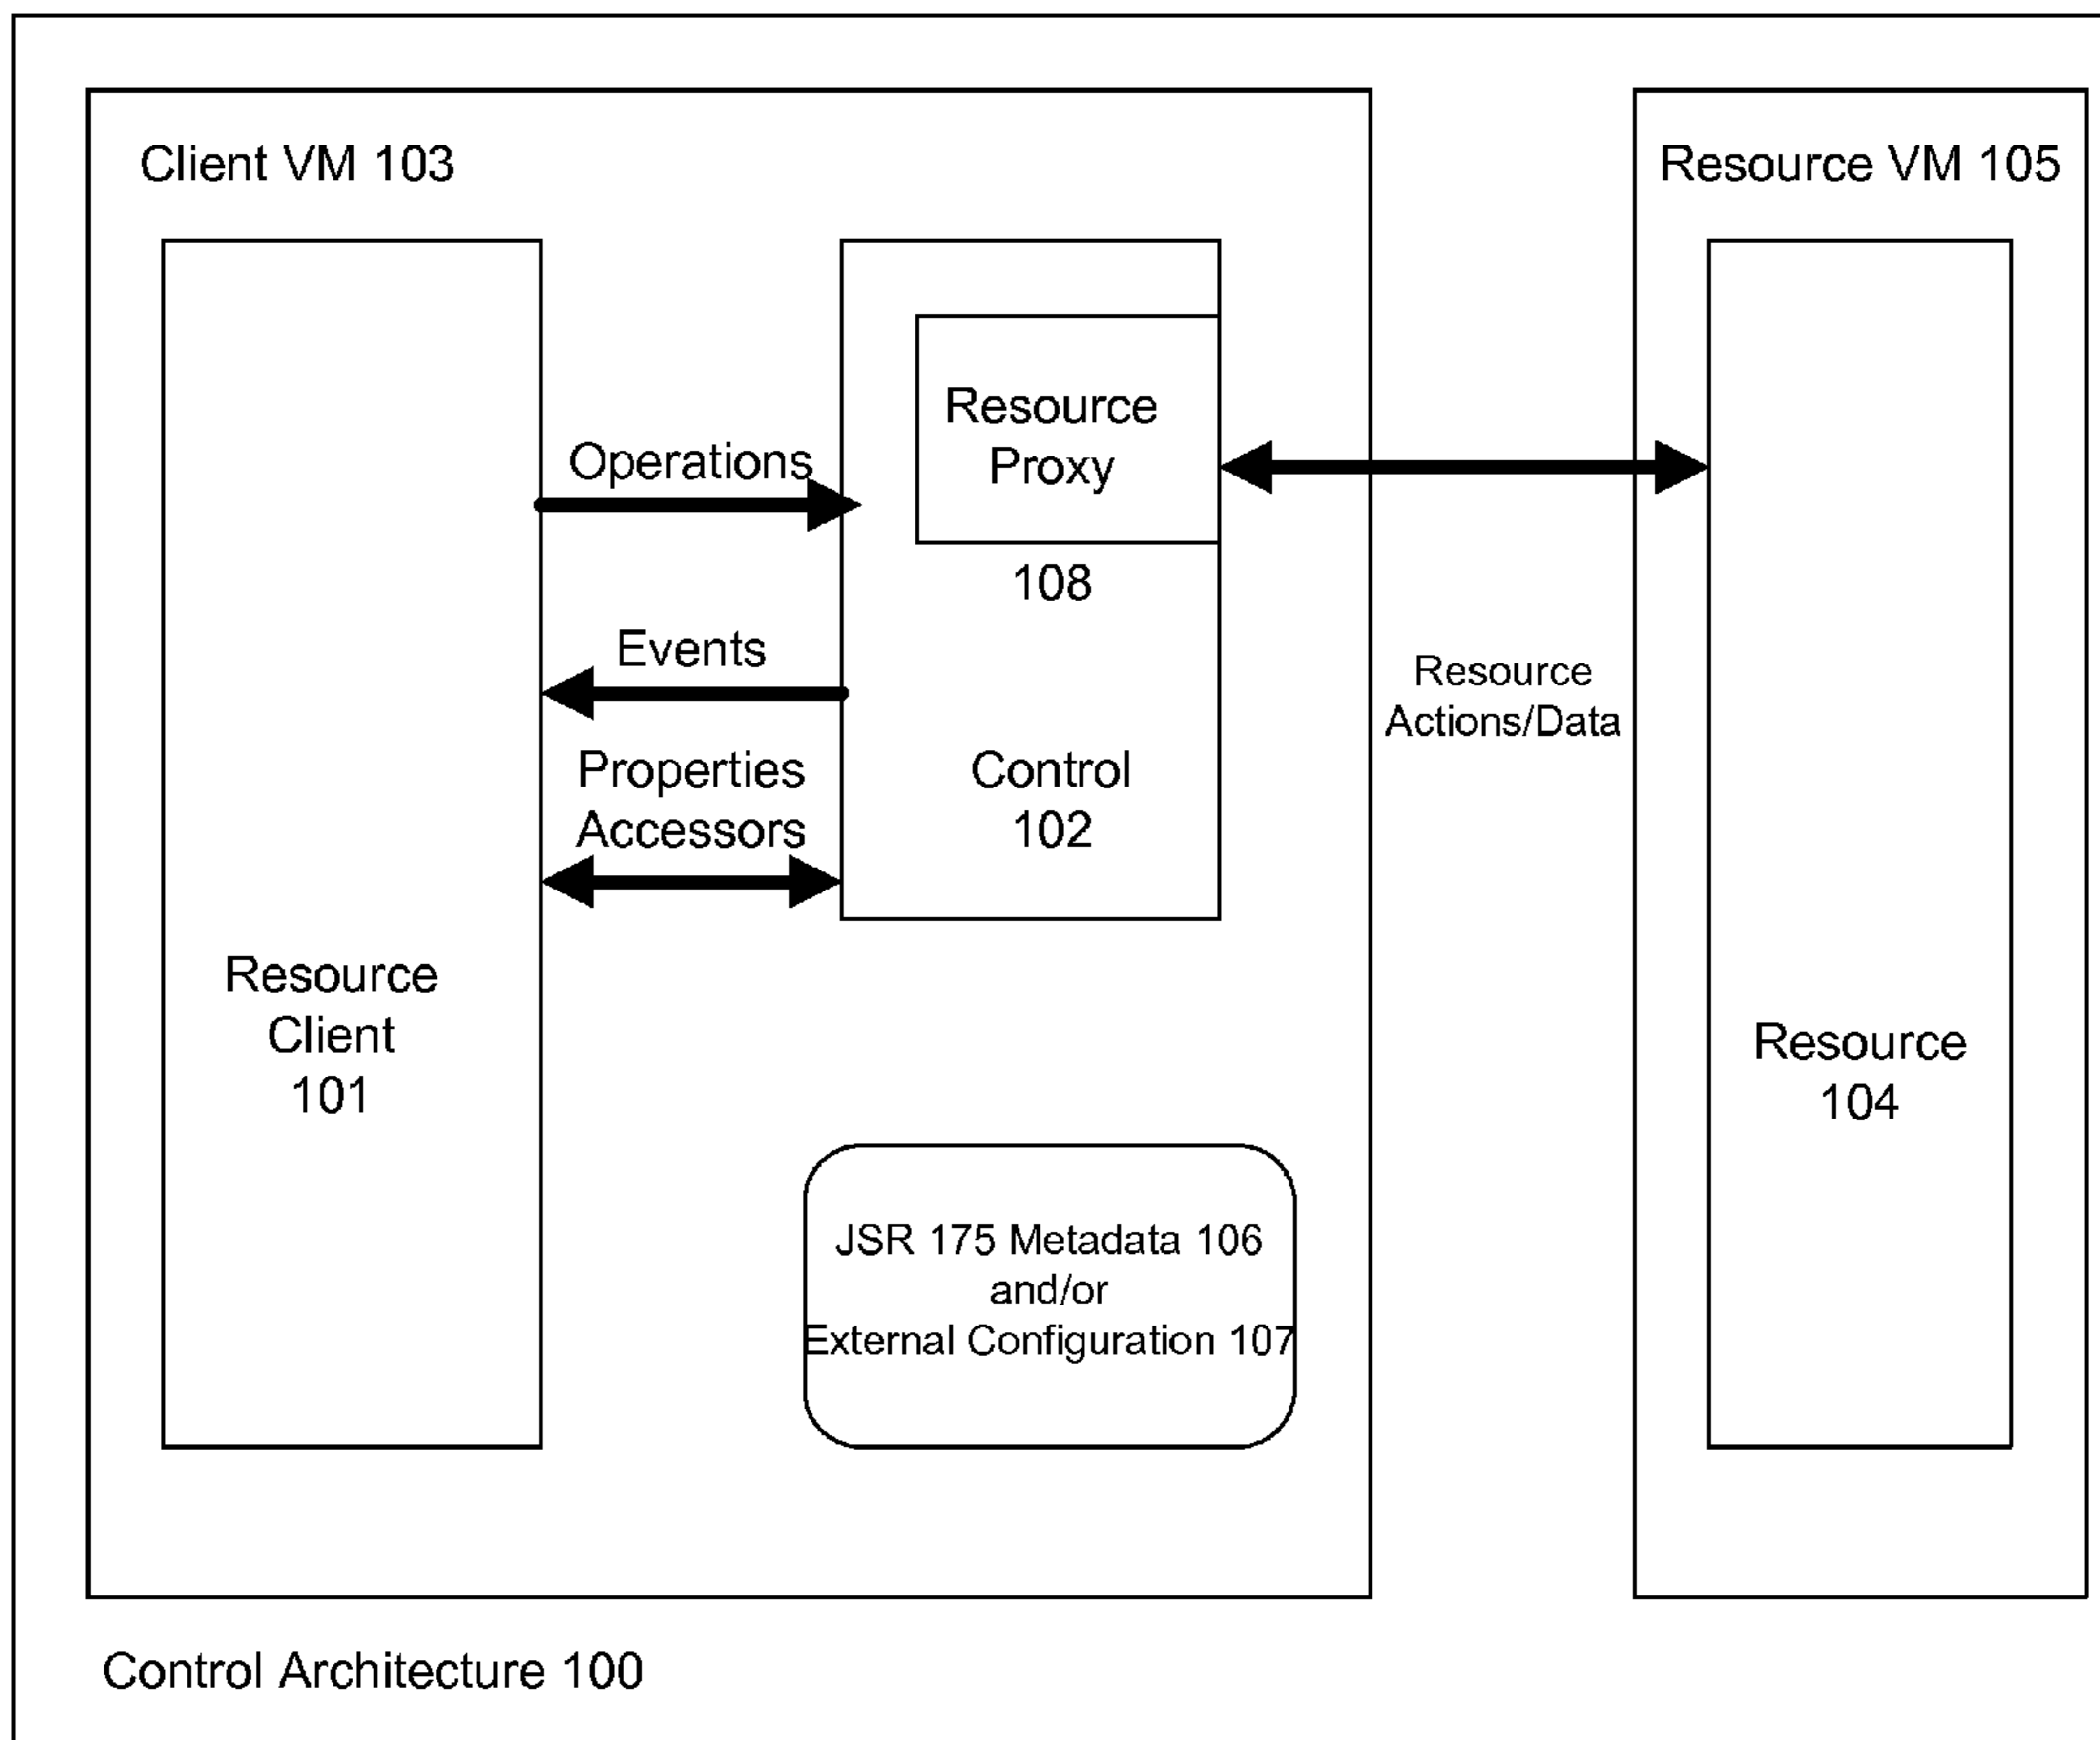 Client VM 103
Resource VM 105
Resource
Proxy
108
Operations
Events
Properties
Accessors
Control
102
Resource
Actions/Data
Resource
Client
101
Resource
104
JSR 175 Metadata 106
and/or
External Configuration 107
Control Architecture 100